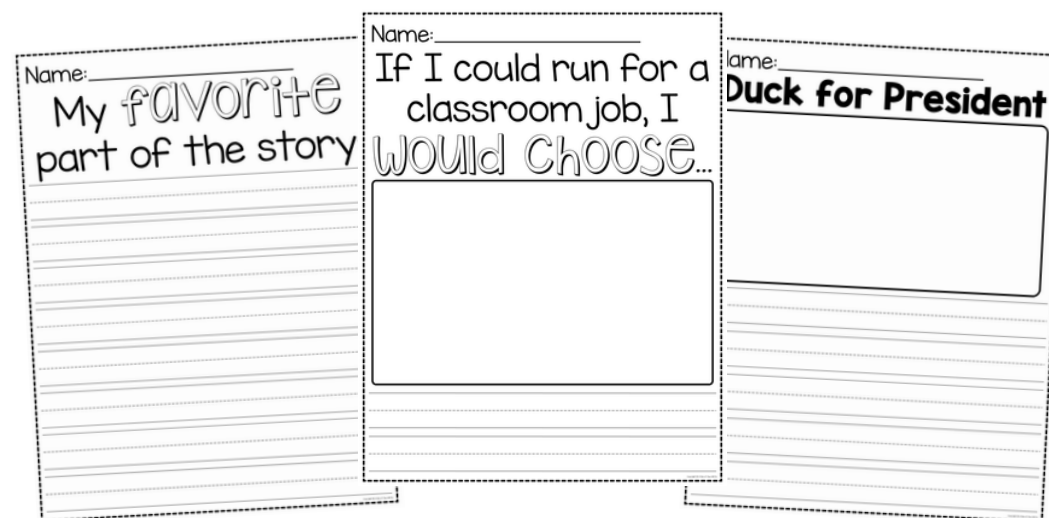 Name:
My favorite
part of the story
Name:
If I could run for a
classroom job, I
would choose...
Name:
Duck for President